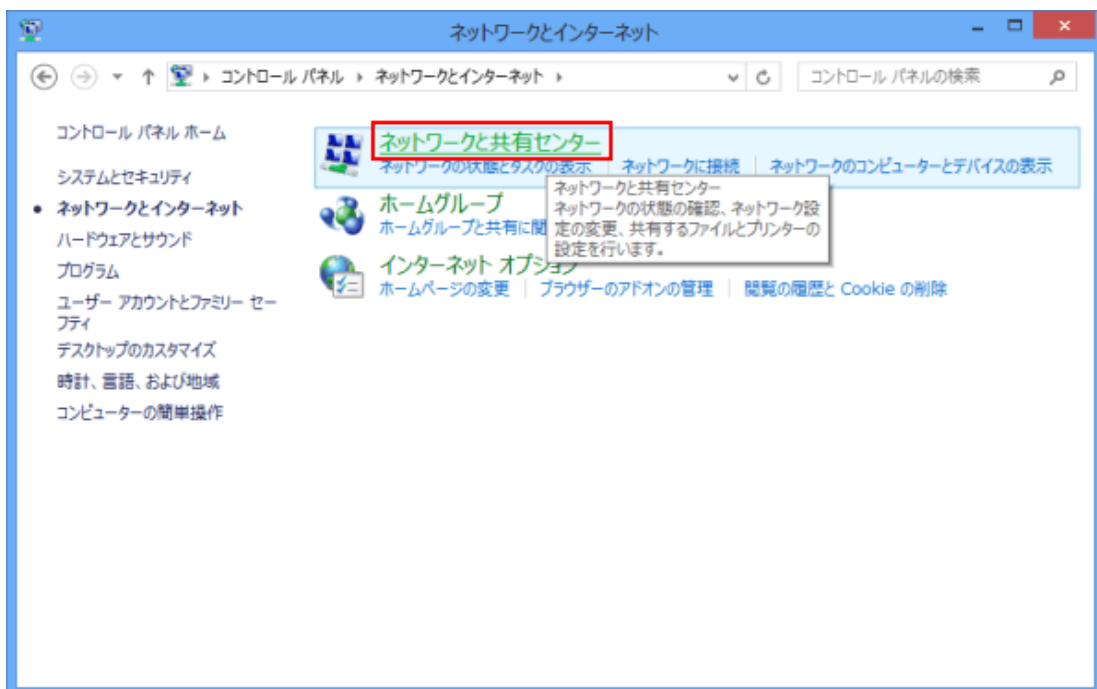 ネットワークとインターネット
コントロール パネル ネットワークとインターネット
コントロール パネルの検索
コントロール パネル ホーム
システムとセキュリティ
ネットワークとインターネット
ハードウェアとサウンド
プログラム
ユーザー アカウントとファミリー セー
フティ
デスクトップのカスタマイズ
時計、言語、および地域
コンピューターの簡単操作
ネットワークと共有センター
ネットワークの状態とタスクの表示 ネットワークに接続 ネットワークのコンピューターとデバイスの表示
ネットワークと共有センター
ネットワークの状態の確認、ネットワーク設
定の変更、共有するファイルとプリンターの
設定を行います。
ホームグループ
ホームグループと共有に関
インターネット オプション
ホームページの変更 ブラウザーのアドオンの管理 閲覧の履歴と Cookie の削除